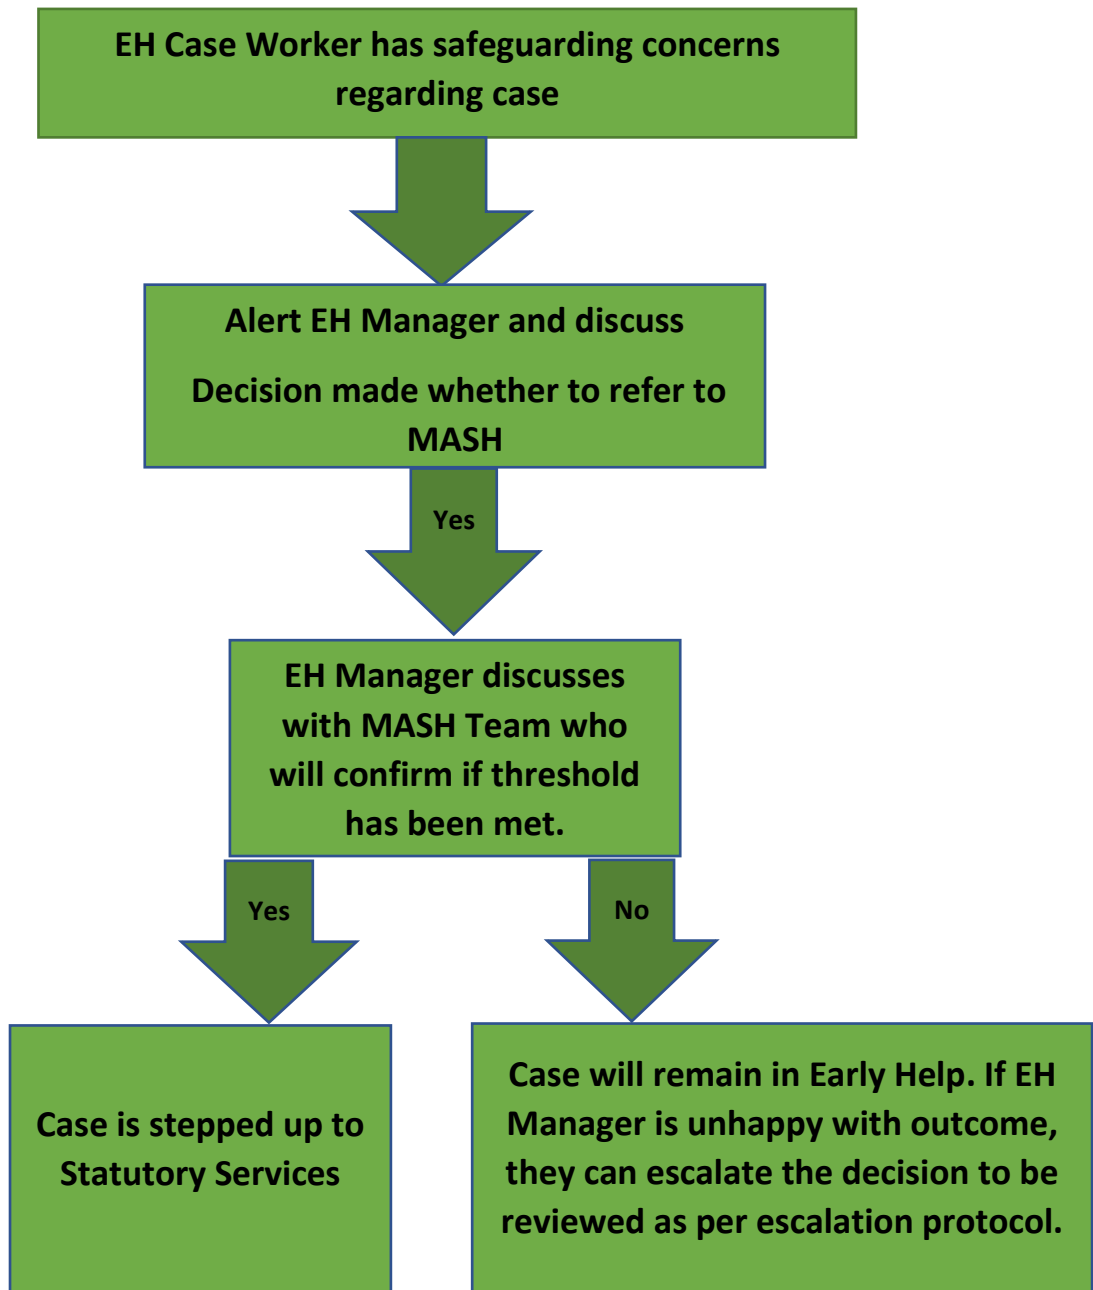 EH Case Worker has safeguarding concerns
regarding case
Alert EH Manager and discuss
Decision made whether to refer to
MASH
Yes
EH Manager discusses
with MASH Team who
will confirm if threshold
has been met.
Yes
No
Case is stepped up to
Statutory Services
Case will remain in Early Help. If EH
Manager is unhappy with outcome,
they can escalate the decision to be
reviewed as per escalation protocol.